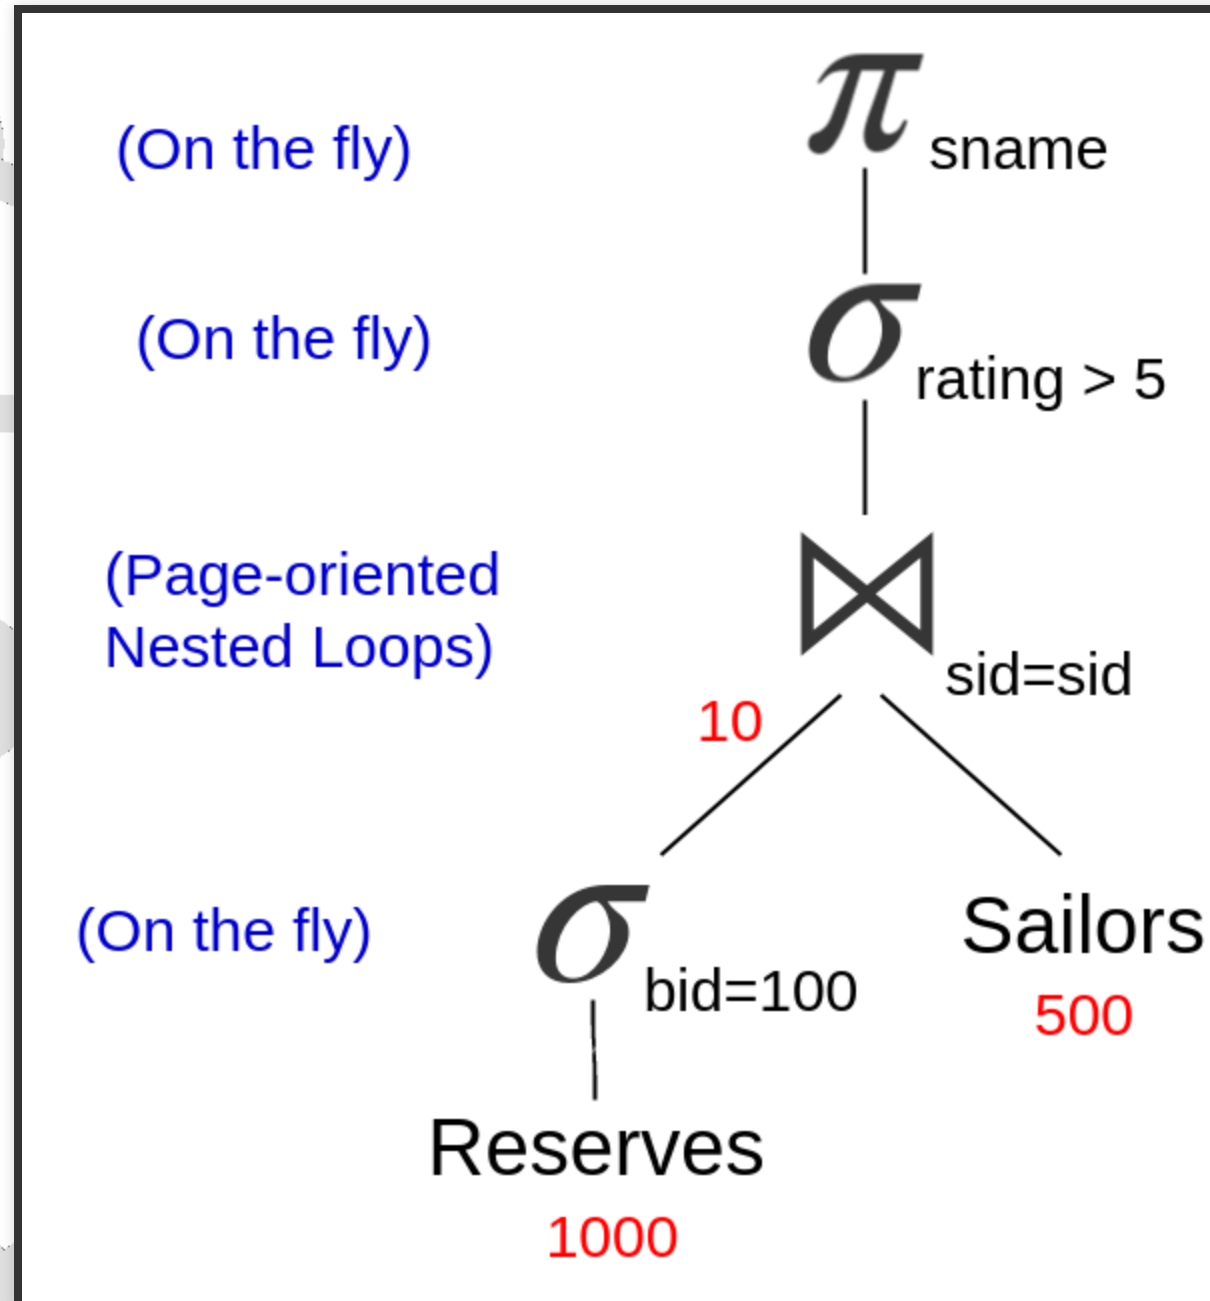 (On the fly) π sname
(On the fly) σ rating > 5
(Page-oriented
Nested Loops) ⋈ sid=sid
10
(On the fly) σ bid=100 Sailors
500
Reserves
1000